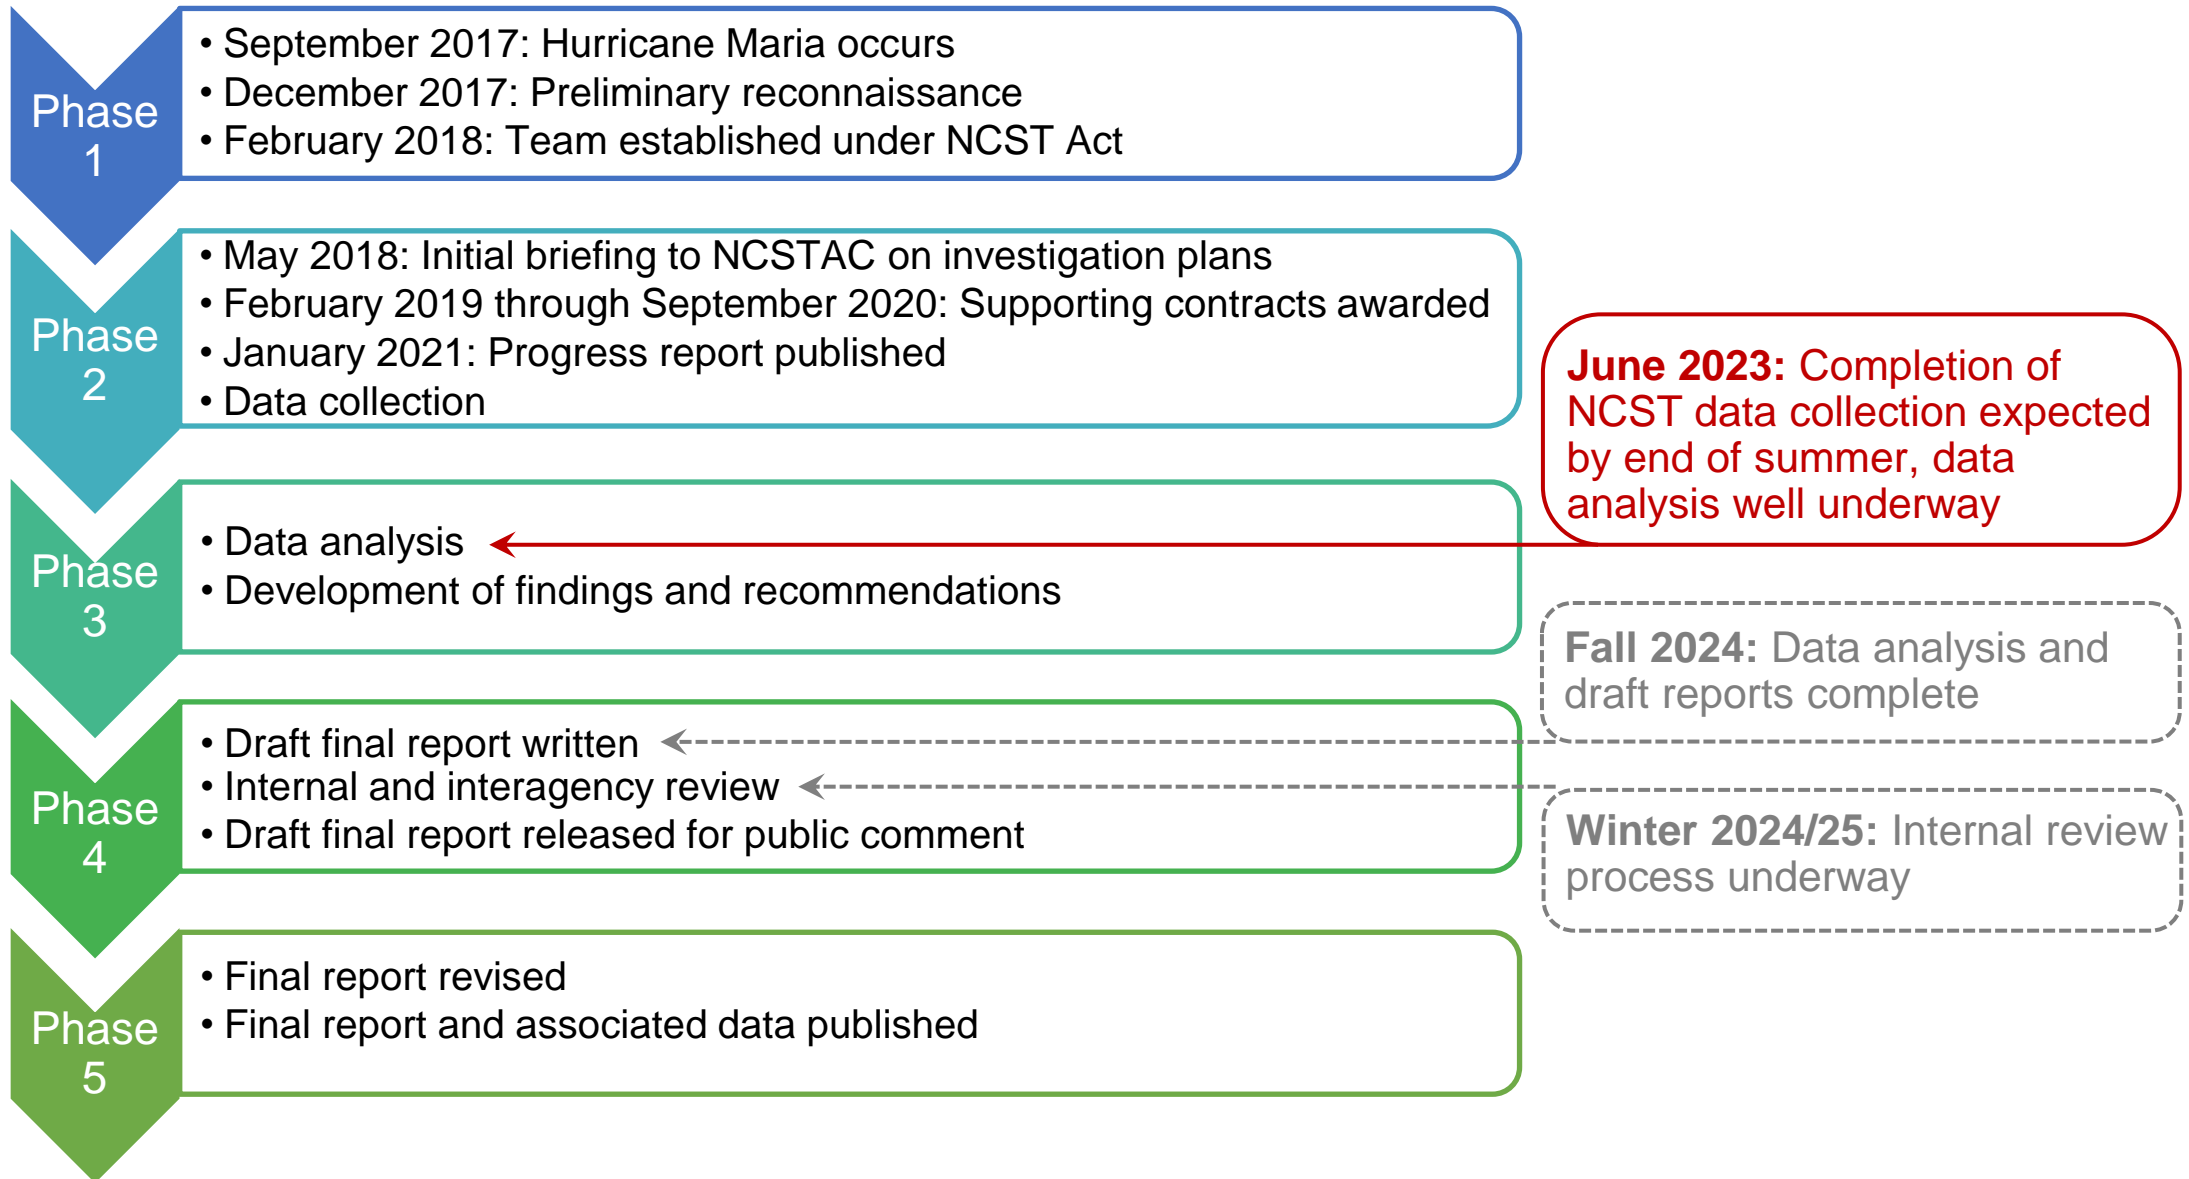 Phase
1
• September 2017: Hurricane Maria occurs
• December 2017: Preliminary reconnaissance
• February 2018: Team established under NCST Act
Phase
2
• May 2018: Initial briefing to NCSTAC on investigation plans
• February 2019 through September 2020: Supporting contracts awarded
• January 2021: Progress report published
• Data collection
June 2023: Completion of
NCST data collection expected
by end of summer, data
analysis well underway
Phase
3
• Data analysis
• Development of findings and recommendations
Fall 2024: Data analysis and
draft reports complete
Phase
4
• Draft final report written
• Internal and interagency review
• Draft final report released for public comment
Winter 2024/25: Internal review
process underway
Phase
5
• Final report revised
• Final report and associated data published